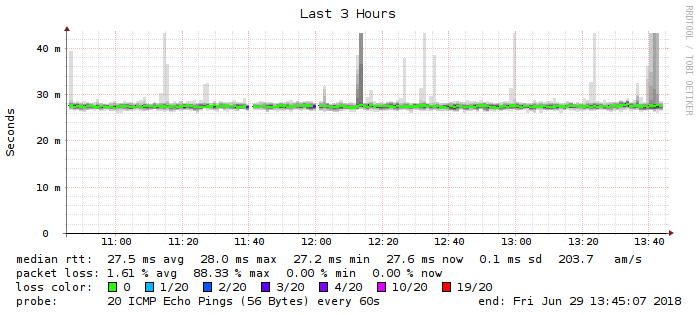 Last 3 Hours
RRDTOOL / TOBI OETIKER
Seconds
40 m
30 m
20 m
10 m
0
11:00 11:20 11:40 12:00 12:20 12:40 13:00 13:20 13:40
median rtt: 27.5 ms avg 28.0 ms max 27.2 ms min 27.6 ms now 0.1 ms sd 203.7 am/s
packet loss: 1.61 % avg 88.33 % max 0.00 % min 0.00 % now
loss color: 0 1/20 2/20 3/20 4/20 10/20 19/20
probe: 20 ICMP Echo Pings (56 Bytes) every 60s end: Fri Jun 29 13:45:07 2018